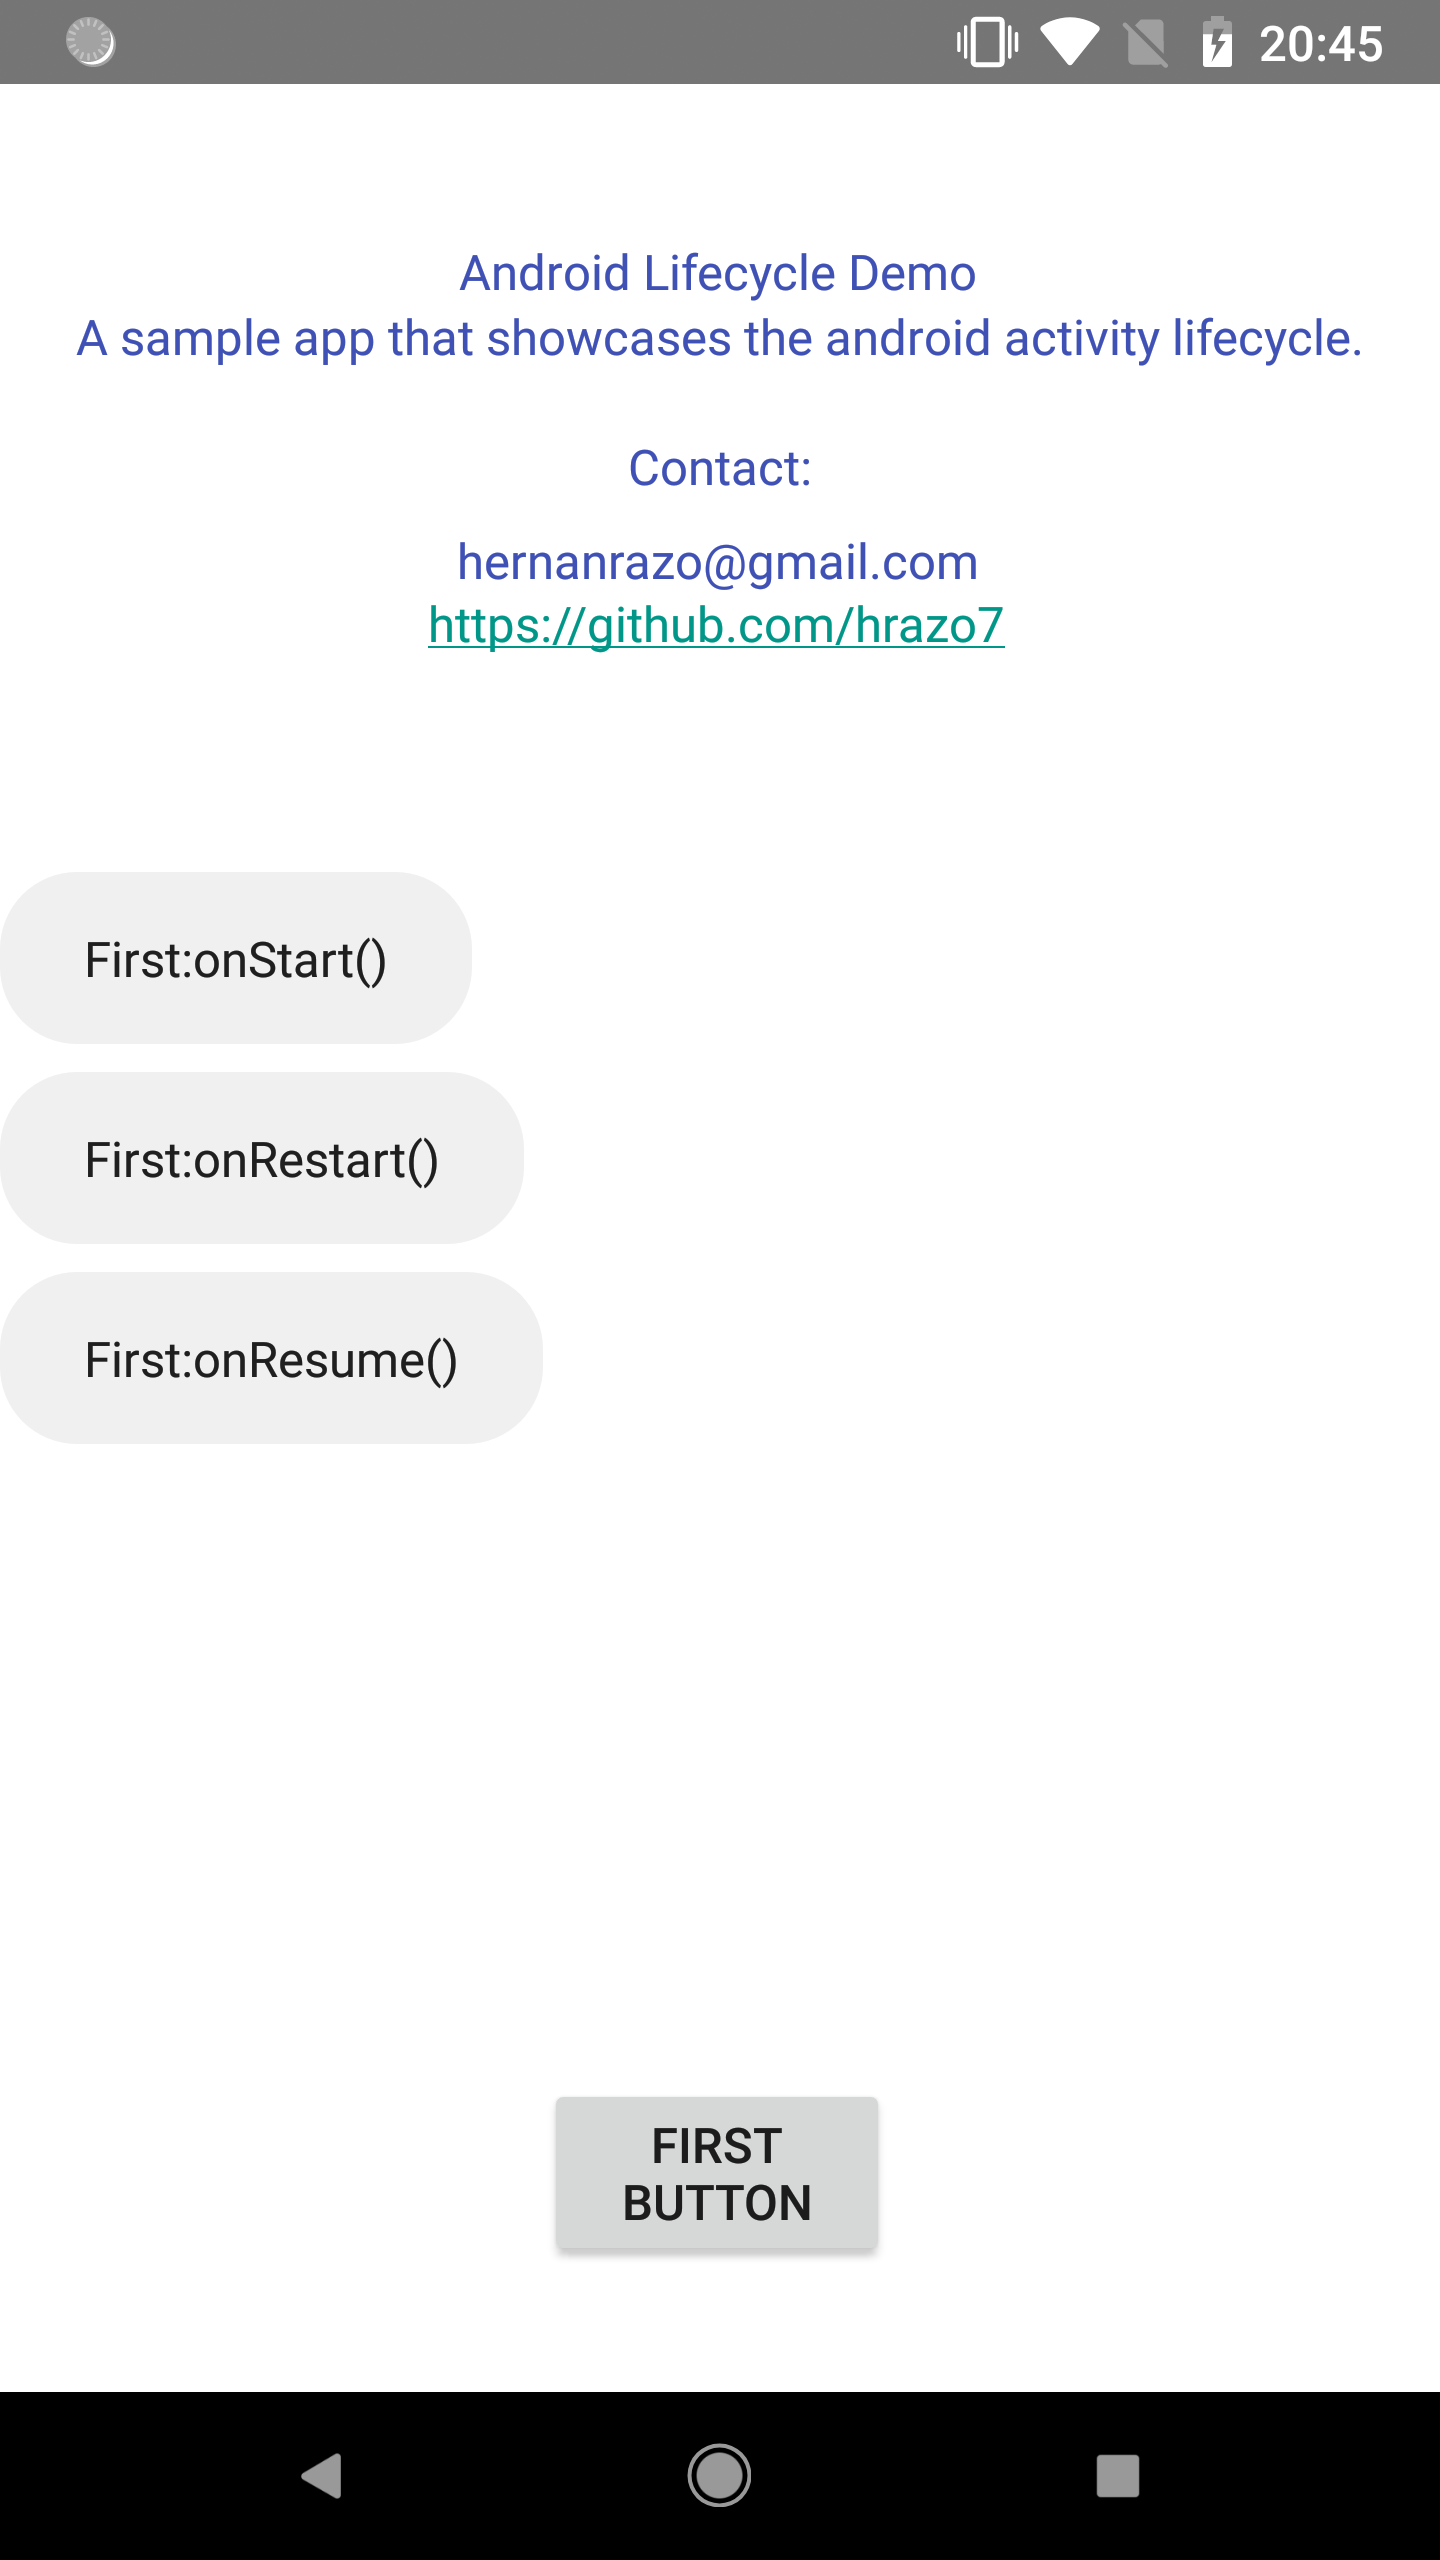 20:45
Android Lifecycle Demo
A sample app that showcases the android activity lifecycle.
Contact:
hernanrazo@gmail.com
https://github.com/hrazo7
First:onStart()
First:onRestart()
First:onResume()
FIRST
BUTTON